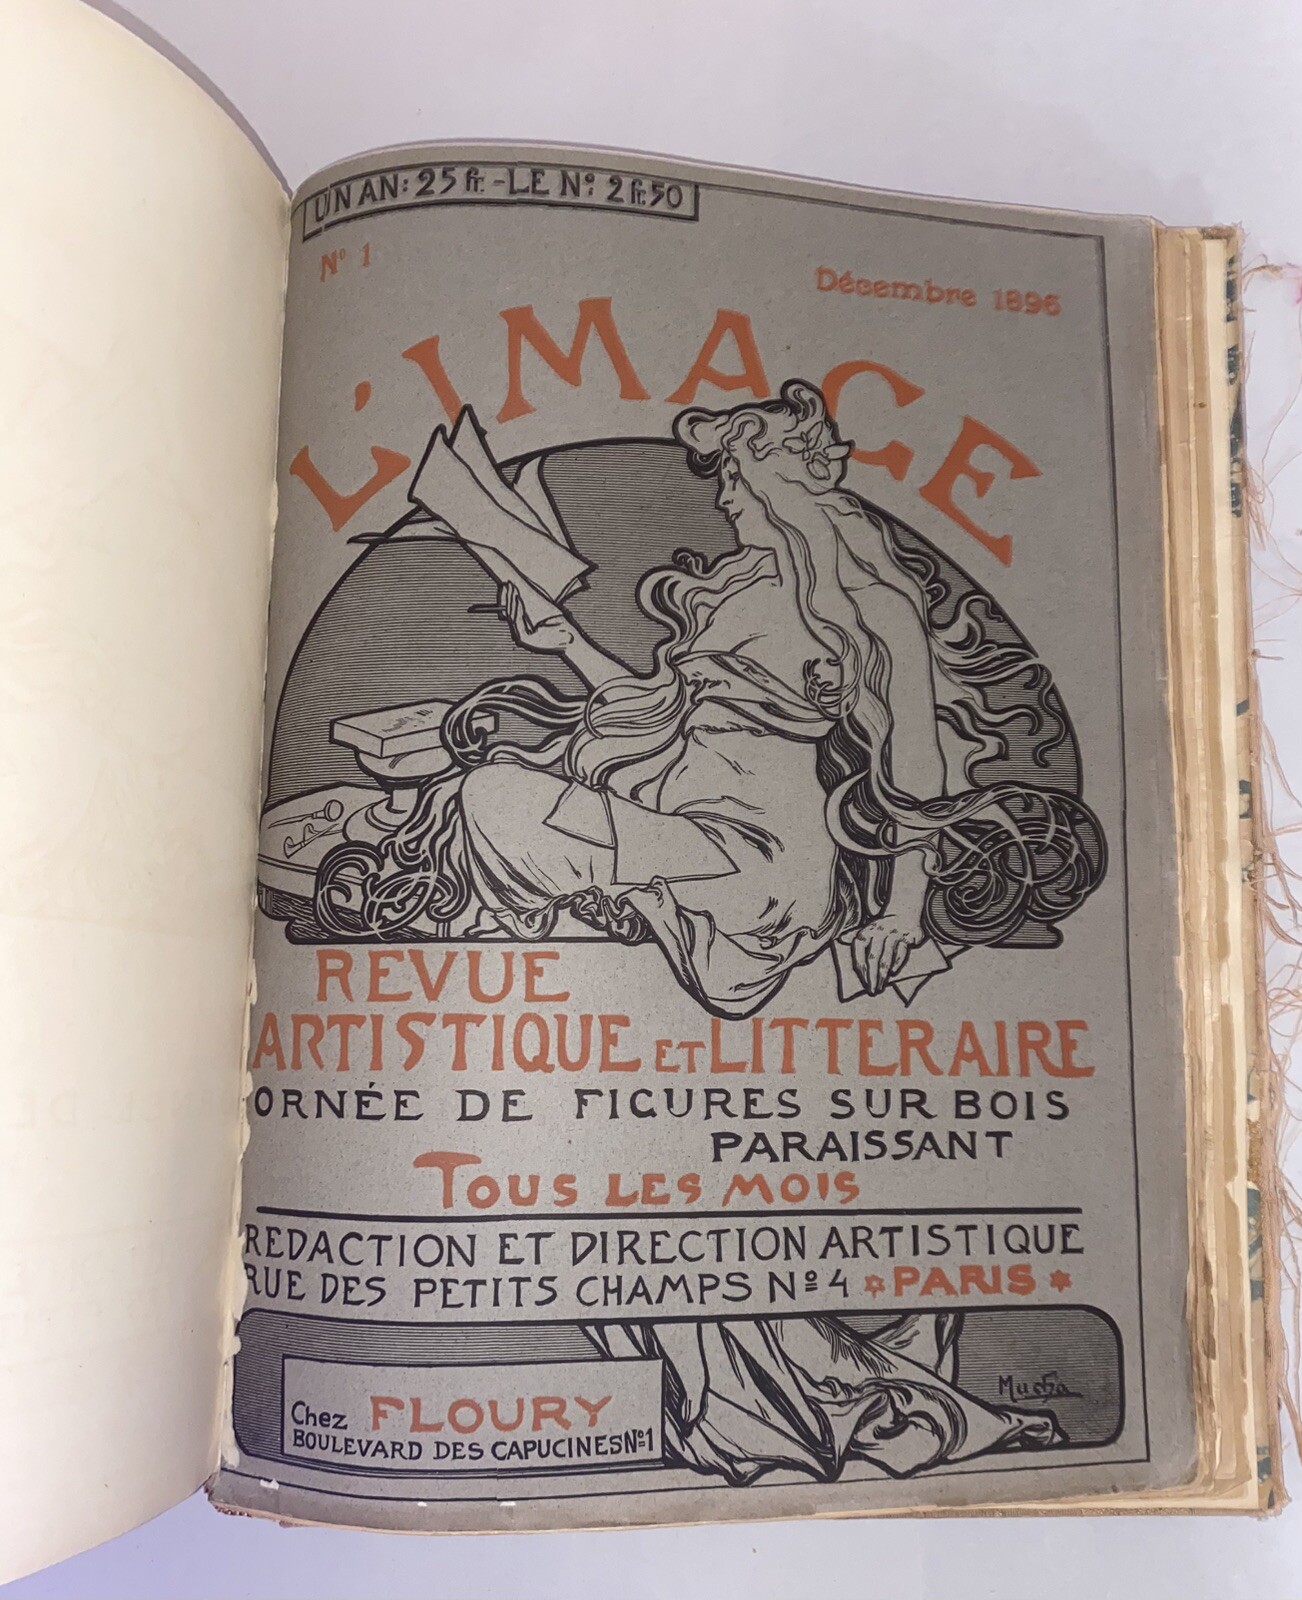 UN AN: 25 fr. - LE No: 2 fr. 50
No 1
Décembre 1896
L'IMAGE
REVUE
ARTISTIQUE ET LITTERAIRE
ORNÉE DE FIGURES SUR BOIS
PARAISSANT
TOUS LES MOIS
REDACTION ET DIRECTION ARTISTIQUE
RUE DES PETITS CHAMPS Nº 4 ✡ PARIS ✶
Chez FLOURY
BOULEVARD DES CAPUCINES Nº 1
Mucha